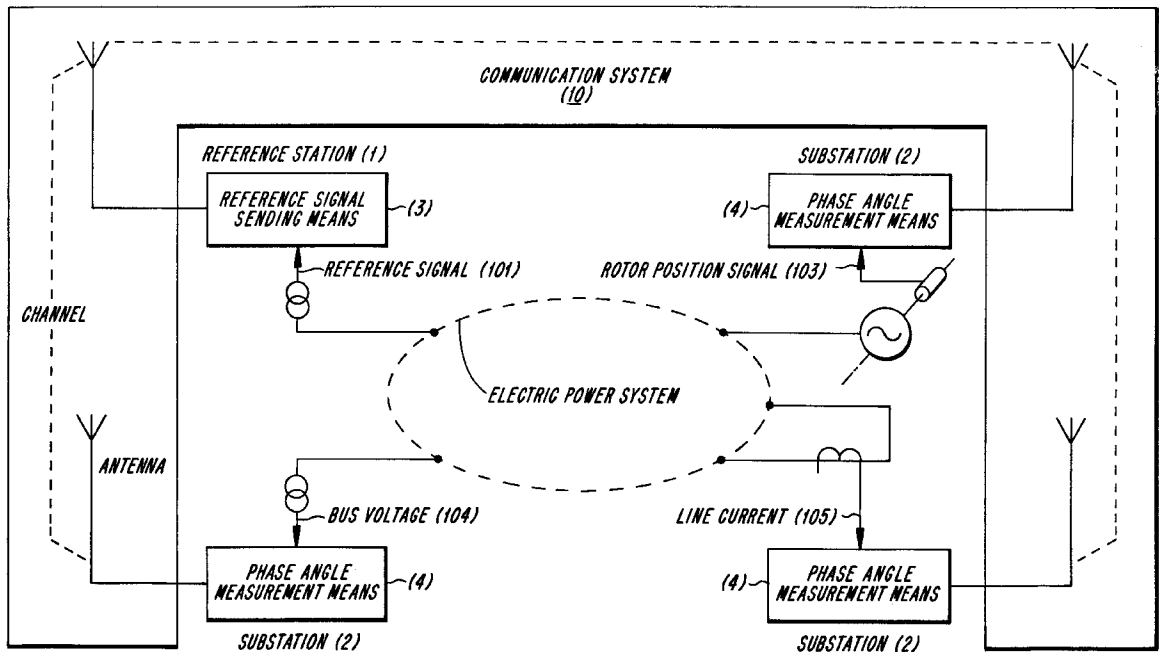 COMMUNICATION SYSTEM
(10)
REFERENCE STATION (1)
REFERENCE SIGNAL
SENDING MEANS
(3)
REFERENCE SIGNAL (101)
SUBSTATION (2)
(4)
PHASE ANGLE
MEASUREMENT MEANS
ROTOR POSITION SIGNAL (103)
CHANNEL
ELECTRIC POWER SYSTEM
ANTENNA
BUS VOLTAGE (104)
PHASE ANGLE
MEASUREMENT MEANS
(4)
SUBSTATION (2)
LINE CURRENT (105)
(4)
PHASE ANGLE
MEASUREMENT MEANS
SUBSTATION (2)